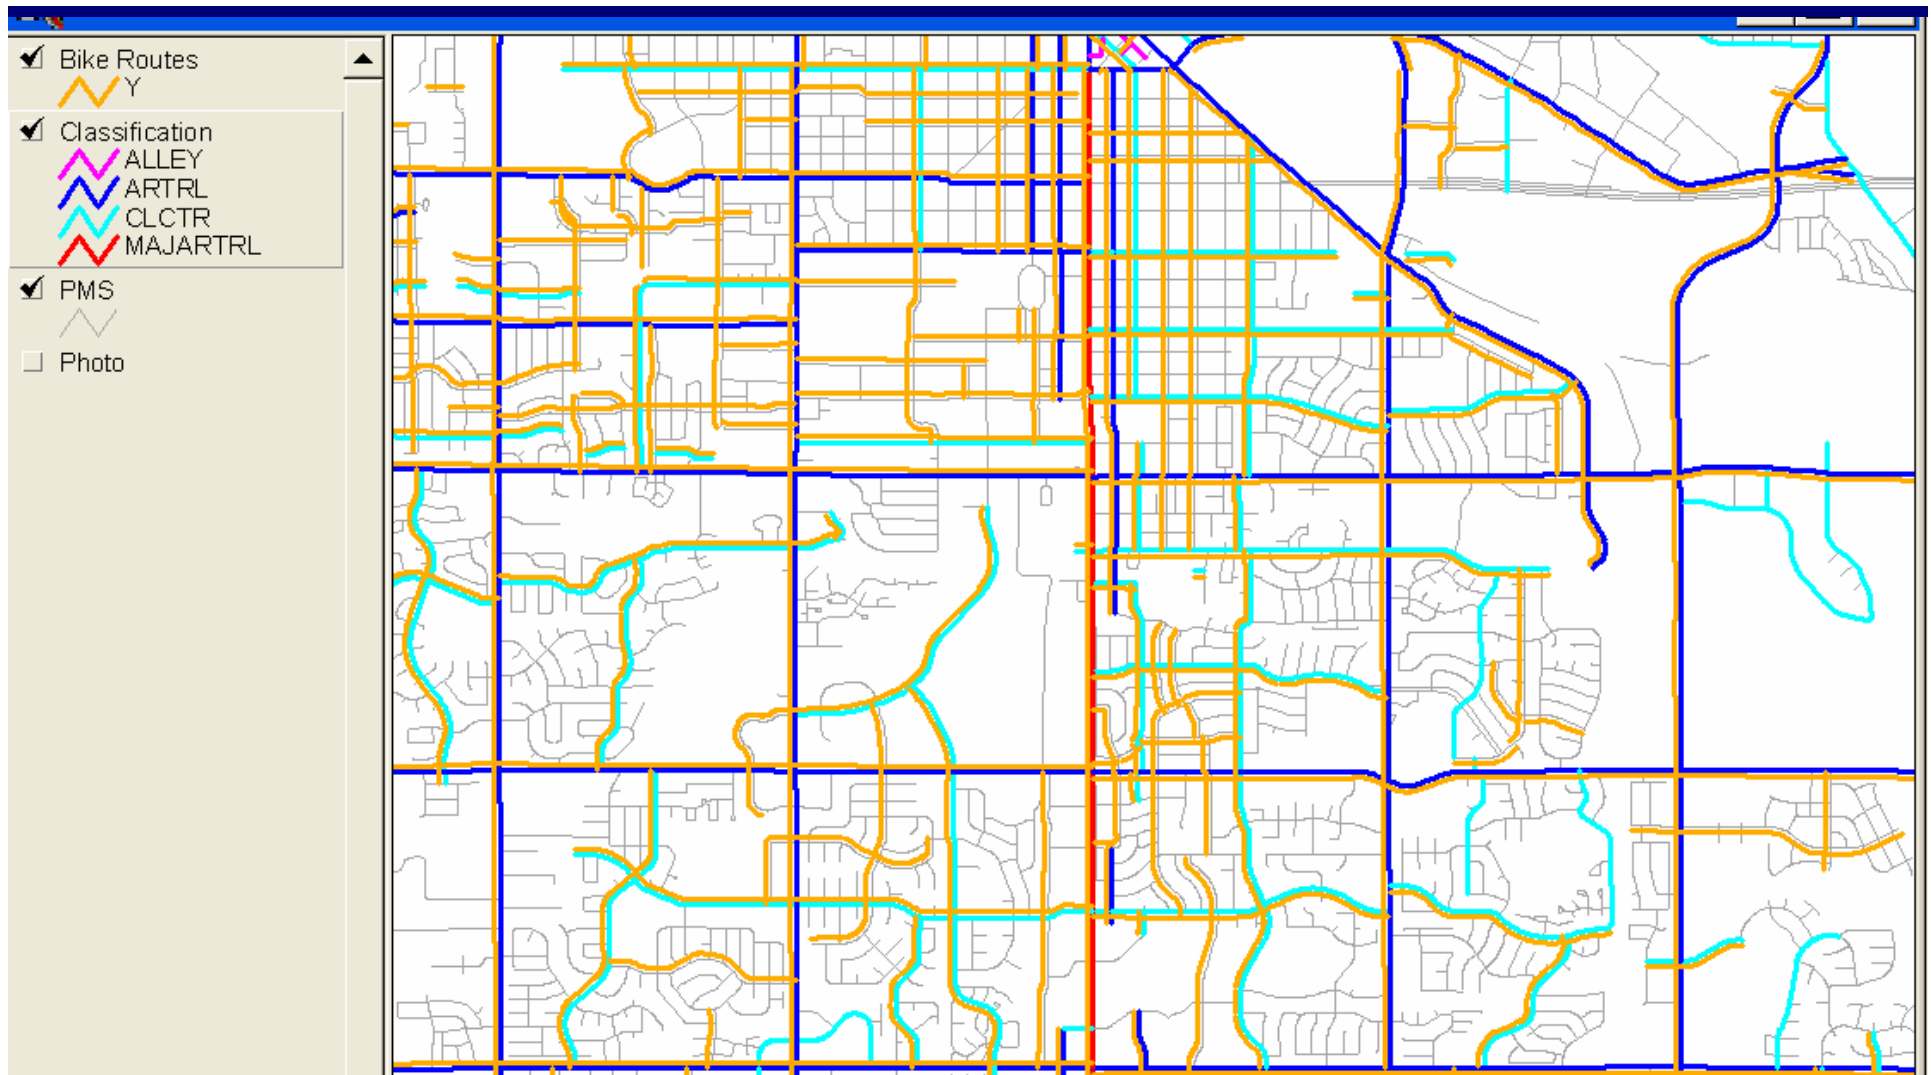 Bike Routes
Y
Classification
ALLEY
ARTRL
CLCTR
MAJARTRL
PMS
Photo